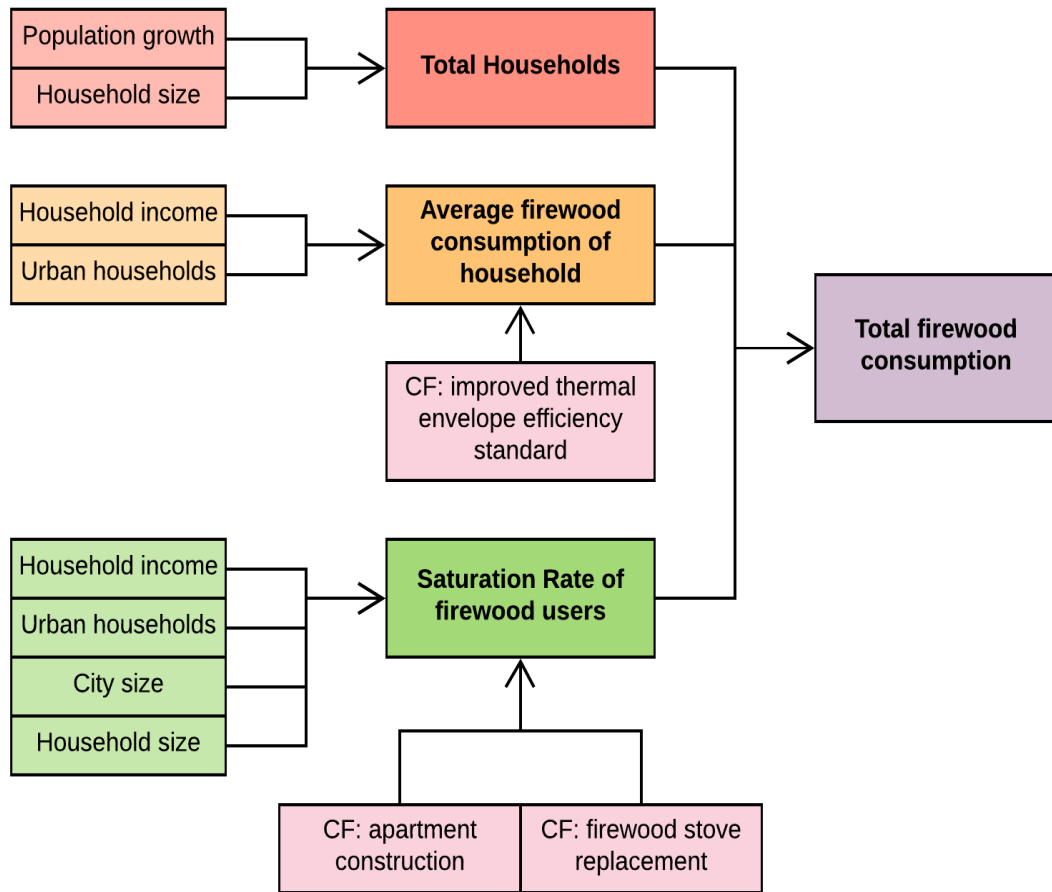 Population growth
Household size
Total Households
Household income
Urban households
Average firewood
consumption of
household
CF: improved thermal
envelope efficiency
standard
Total firewood
consumption
Household income
Urban households
City size
Household size
Saturation Rate of
firewood users
CF: apartment
construction
CF: firewood stove
replacement